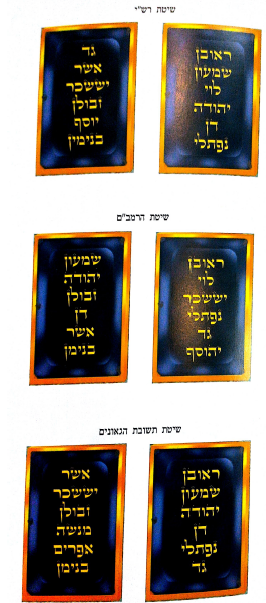 שיטת רש"י
ראובן
שמעון
לוי
יהודה
דן
נפתלי
גד
אשר
יששכר
זבולן
יוסף
בנימין
שיטת הרמב"ם
ראובן
לוי
יששכר
נפתלי
גד
יהוסף
שמעון
יהודה
זבולן
דן
אשר
בנימן
שיטת תשובת הגאונים
ראובן
שמעון
יהודה
דן
נפתלי
גד
אשר
יששכר
זבולן
מנשה
אפרים
בנימן